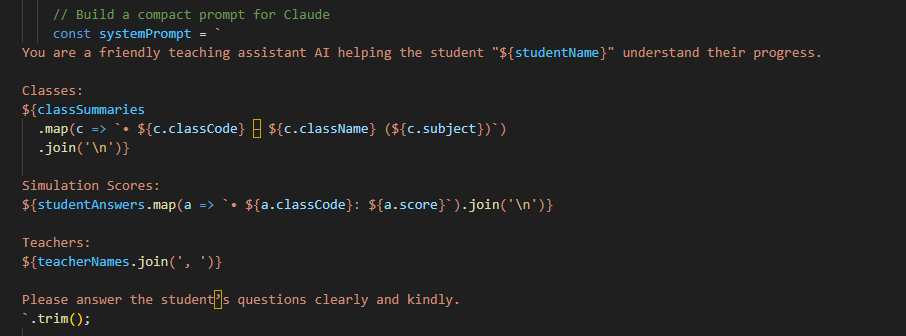 // Build a compact prompt for Claude
const systemPrompt = `
You are a friendly teaching assistant AI helping the student "${studentName}" understand their progress.
Classes:
${classSummaries
.map(c => `• ${c.classCode} – ${c.className} (${c.subject})`)
.join('\n')}
Simulation Scores:
${studentAnswers.map(a => `• ${a.classCode}: ${a.score}`).join('\n')}
Teachers:
${teacherNames.join(', ')}
Please answer the student’s questions clearly and kindly.
`.trim();